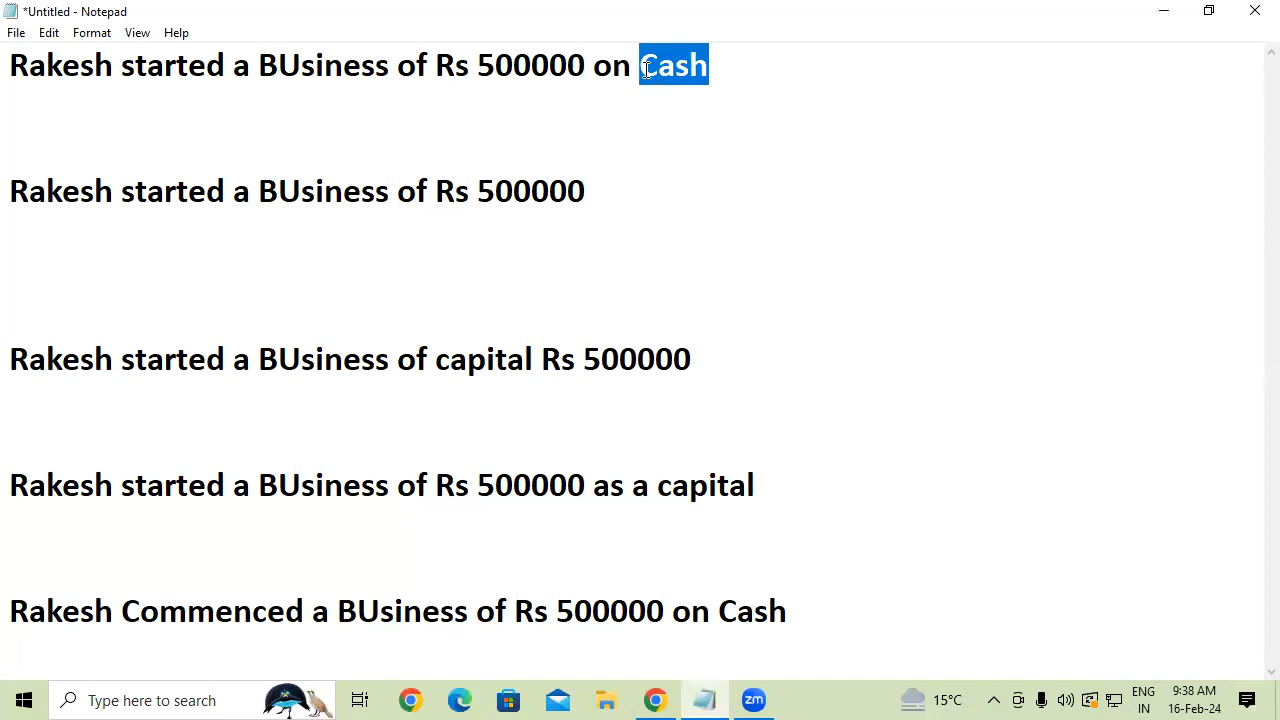 *Untitled - Notepad
File Edit Format View Help
Rakesh started a BUsiness of Rs 500000 on Cash
Rakesh started a BUsiness of Rs 500000
Rakesh started a BUsiness of capital Rs 500000
Rakesh started a BUsiness of Rs 500000 as a capital
Rakesh Commenced a BUsiness of Rs 500000 on Cash
Type here to search
zm
15°C
ENG
IN
9:38 AM
16-Feb-24